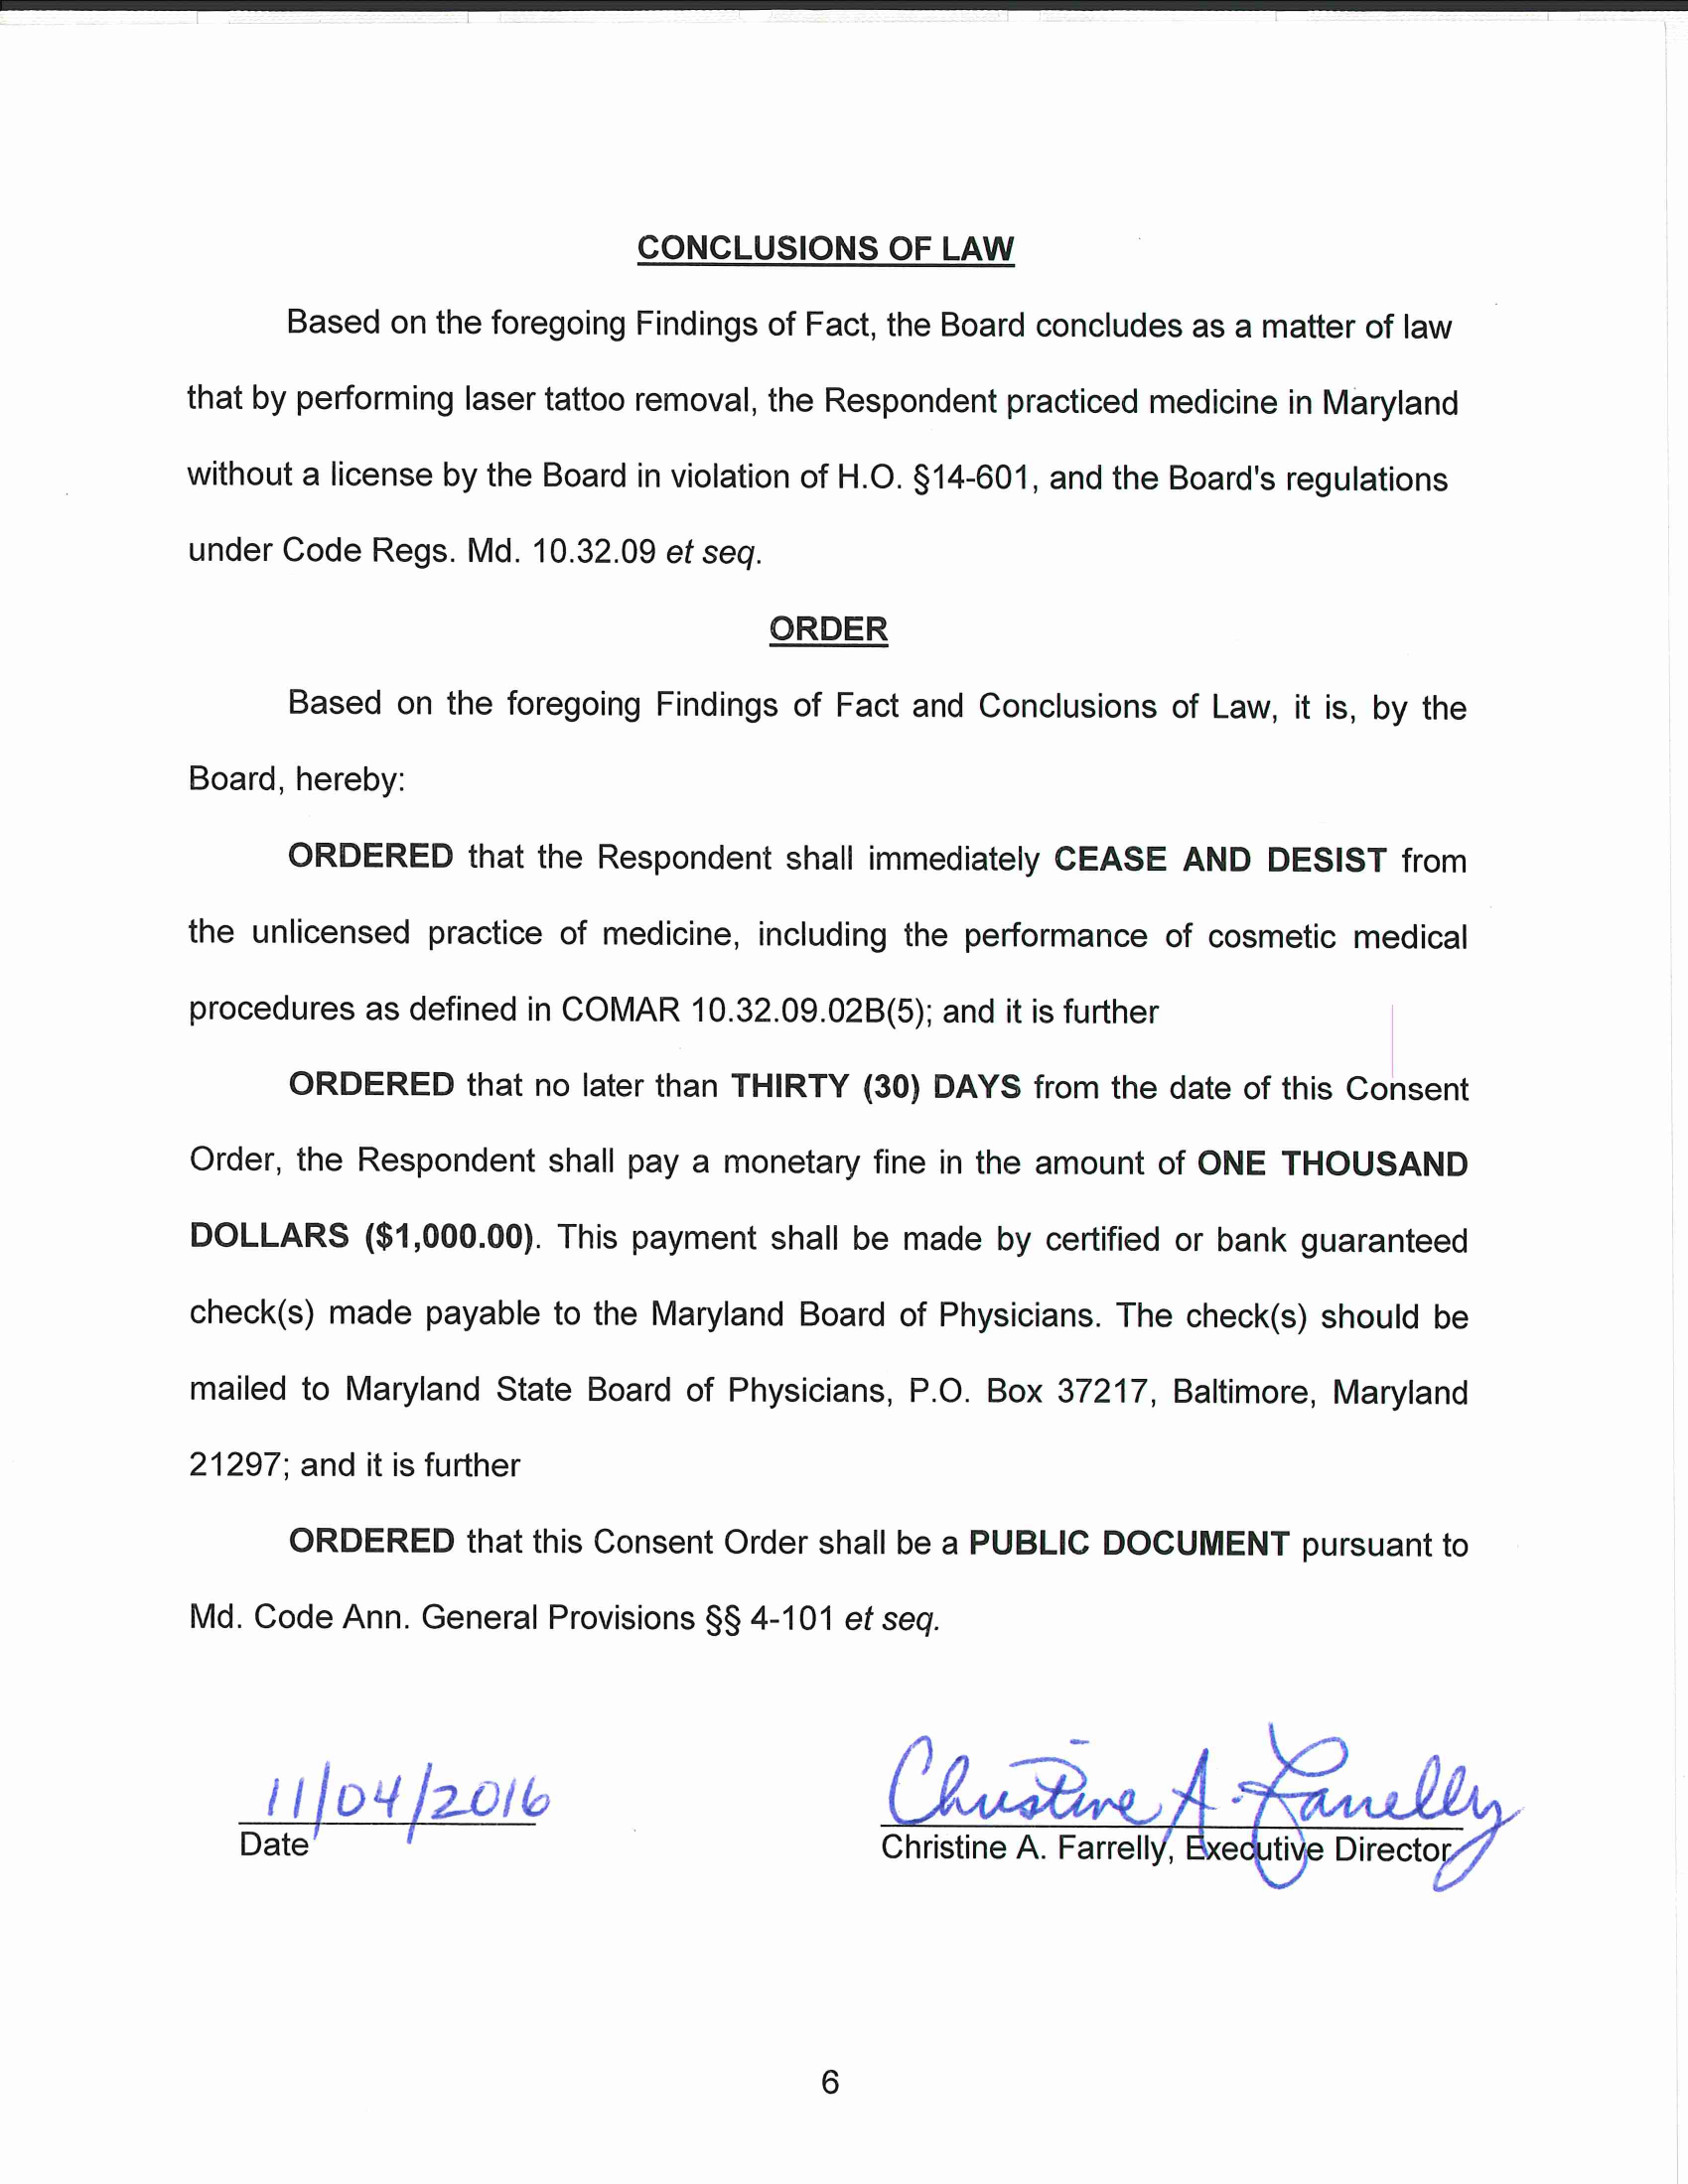 CONCLUSIONS OF LAW
Based on the foregoing Findings of Fact, the Board concludes as a matter of law
that by performing laser tattoo removal, the Respondent practiced medicine in Maryland
without a license by the Board in violation of H.O. §14-601, and the Board's regulations
under Code Regs. Md. 10.32.09 et seq.
ORDER
Based on the foregoing Findings of Fact and Conclusions of Law, it is, by the
Board, hereby:
ORDERED that the Respondent shall immediately CEASE AND DESIST from
the unlicensed practice of medicine, including the performance of cosmetic medical
procedures as defined in COMAR 10.32.09.02B(5); and it is further
ORDERED that no later than THIRTY (30) DAYS from the date of this Consent
Order, the Respondent shall pay a monetary fine in the amount of ONE THOUSAND
DOLLARS ($1,000.00). This payment shall be made by certified or bank guaranteed
check(s) made payable to the Maryland Board of Physicians. The check(s) should be
mailed to Maryland State Board of Physicians, P.O. Box 37217, Baltimore, Maryland
21297; and it is further
ORDERED that this Consent Order shall be a PUBLIC DOCUMENT pursuant to
Md. Code Ann. General Provisions §§ 4-101 et seq.
11/04/2016 Christine A. Farrelly
Date Christine A. Farrelly, Executive Director
6